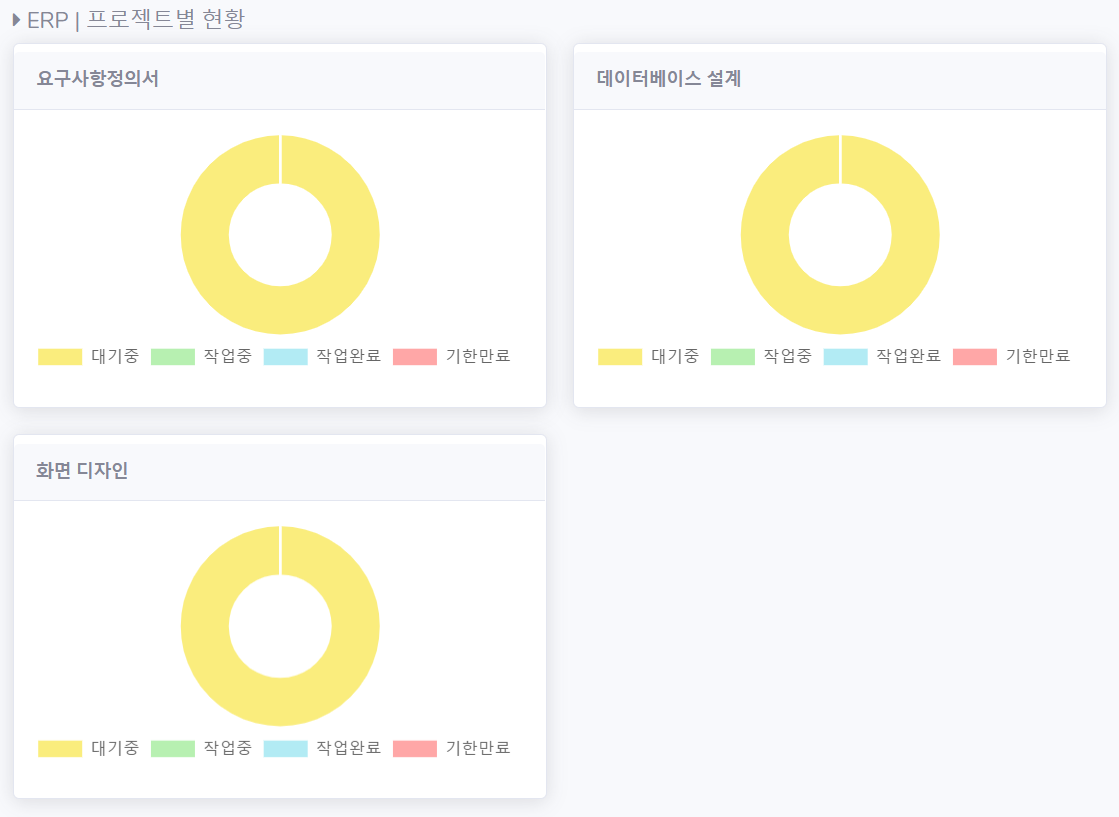 ERP | 프로젝트별 현황
요구사항정의서
대기중 작업중 작업완료 기한만료
데이터베이스 설계
대기중 작업중 작업완료 기한만료
화면 디자인
대기중 작업중 작업완료 기한만료